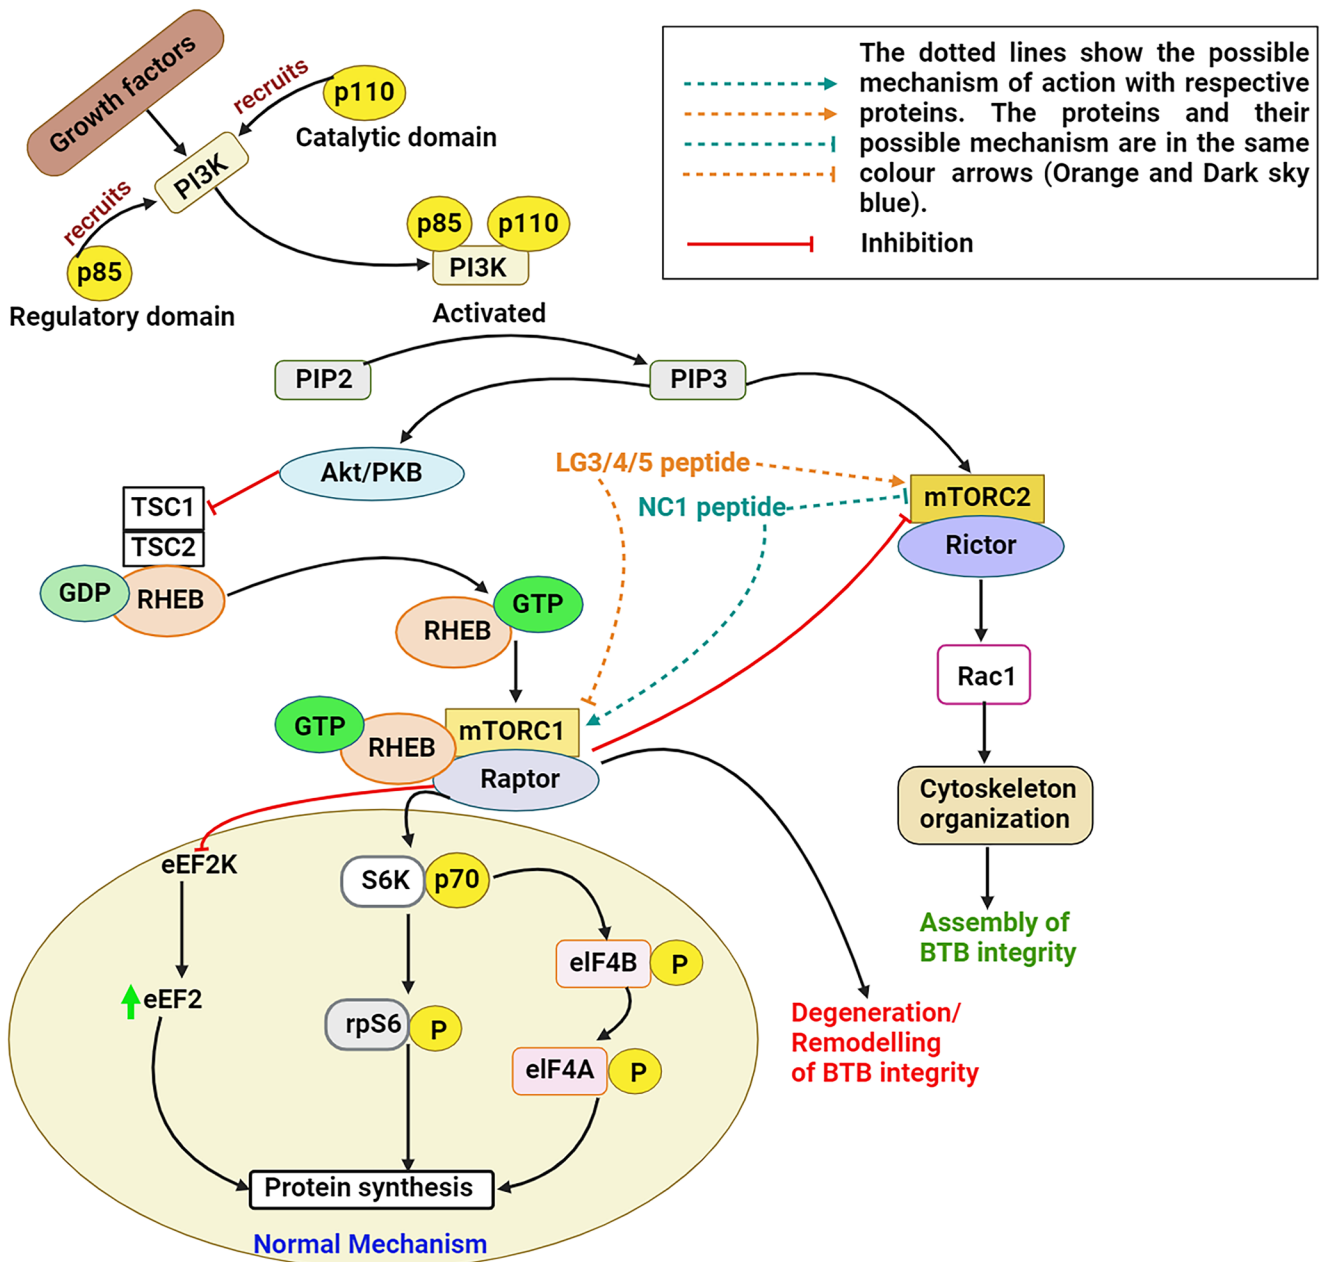 Growth factors
recruits
p110
Catalytic domain
PI3K
recruits
p85
Regulatory domain
p85
p110
PI3K
Activated
The dotted lines show the possible
mechanism of action with respective
proteins. The proteins and their
possible mechanism are in the same
colour arrows (Orange and Dark sky
blue).
Inhibition
PIP2
PIP3
Akt/PKB
LG3/4/5 peptide
NC1 peptide
mTORC2
Rictor
TSC1
TSC2
GDP
RHEB
GTP
RHEB
Rac1
GTP
RHEB
mTORC1
Raptor
Cytoskeleton
organization
eEF2K
S6K
p70
Assembly of
BTB integrity
eIF4B
P
eEF2
rpS6
P
Degeneration/
Remodelling
of BTB integrity
eIF4A
P
Protein synthesis
Normal Mechanism